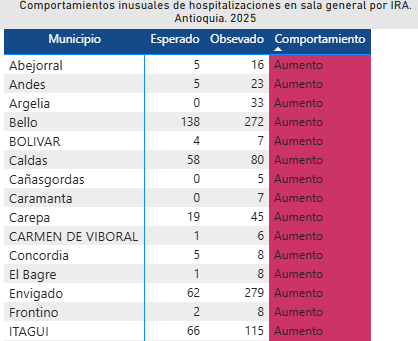 Comportamientos inusuales de hospitalizaciones en sala general por IRA.
Antioquia. 2025
Municipio Esperado Obsevado Comportamiento
Abejorral 5 16 Aumento
Andes 5 23 Aumento
Argelia 0 33 Aumento
Bello 138 272 Aumento
BOLIVAR 4 7 Aumento
Caldas 58 80 Aumento
Cañasgordas 0 5 Aumento
Caramanta 0 7 Aumento
Carepa 19 45 Aumento
CARMEN DE VIBORAL 1 6 Aumento
Concordia 5 8 Aumento
El Bagre 1 8 Aumento
Envigado 62 279 Aumento
Frontino 2 8 Aumento
ITAGUI 66 115 Aumento